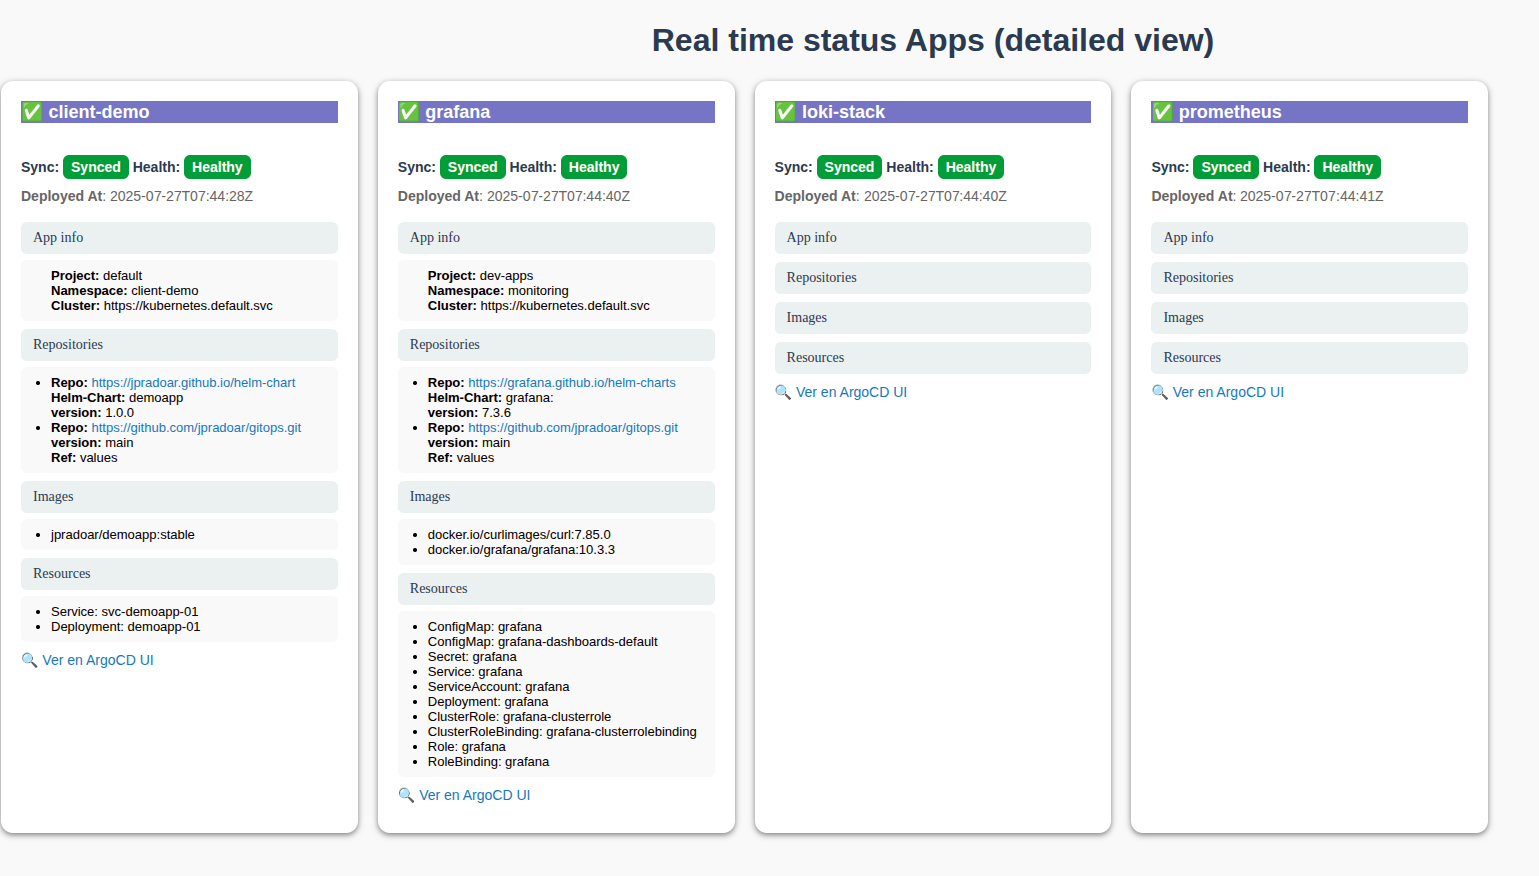 Real time status Apps (detailed view)
✅ client-demo
Sync: Synced Health: Healthy
Deployed At: 2025-07-27T07:44:28Z
App info
Project: default
Namespace: client-demo
Cluster: https://kubernetes.default.svc
Repositories
• Repo: https://jpradoar.github.io/helm-chart
Helm-Chart: demoapp
version: 1.0.0
• Repo: https://github.com/jpradoar/gitops.git
version: main
Ref: values
Images
• jpradoar/demoapp:stable
Resources
• Service: svc-demoapp-01
• Deployment: demoapp-01
🔍 Ver en ArgoCD UI
✅ grafana
Sync: Synced Health: Healthy
Deployed At: 2025-07-27T07:44:40Z
App info
Project: dev-apps
Namespace: monitoring
Cluster: https://kubernetes.default.svc
Repositories
• Repo: https://grafana.github.io/helm-charts
Helm-Chart: grafana:
version: 7.3.6
• Repo: https://github.com/jpradoar/gitops.git
version: main
Ref: values
Images
• docker.io/curlimages/curl:7.85.0
• docker.io/grafana/grafana:10.3.3
Resources
• ConfigMap: grafana
• ConfigMap: grafana-dashboards-default
• Secret: grafana
• Service: grafana
• ServiceAccount: grafana
• Deployment: grafana
• ClusterRole: grafana-clusterrole
• ClusterRoleBinding: grafana-clusterrolebinding
• Role: grafana
• RoleBinding: grafana
🔍 Ver en ArgoCD UI
✅ loki-stack
Sync: Synced Health: Healthy
Deployed At: 2025-07-27T07:44:40Z
App info
Repositories
Images
Resources
🔍 Ver en ArgoCD UI
✅ prometheus
Sync: Synced Health: Healthy
Deployed At: 2025-07-27T07:44:41Z
App info
Repositories
Images
Resources
🔍 Ver en ArgoCD UI